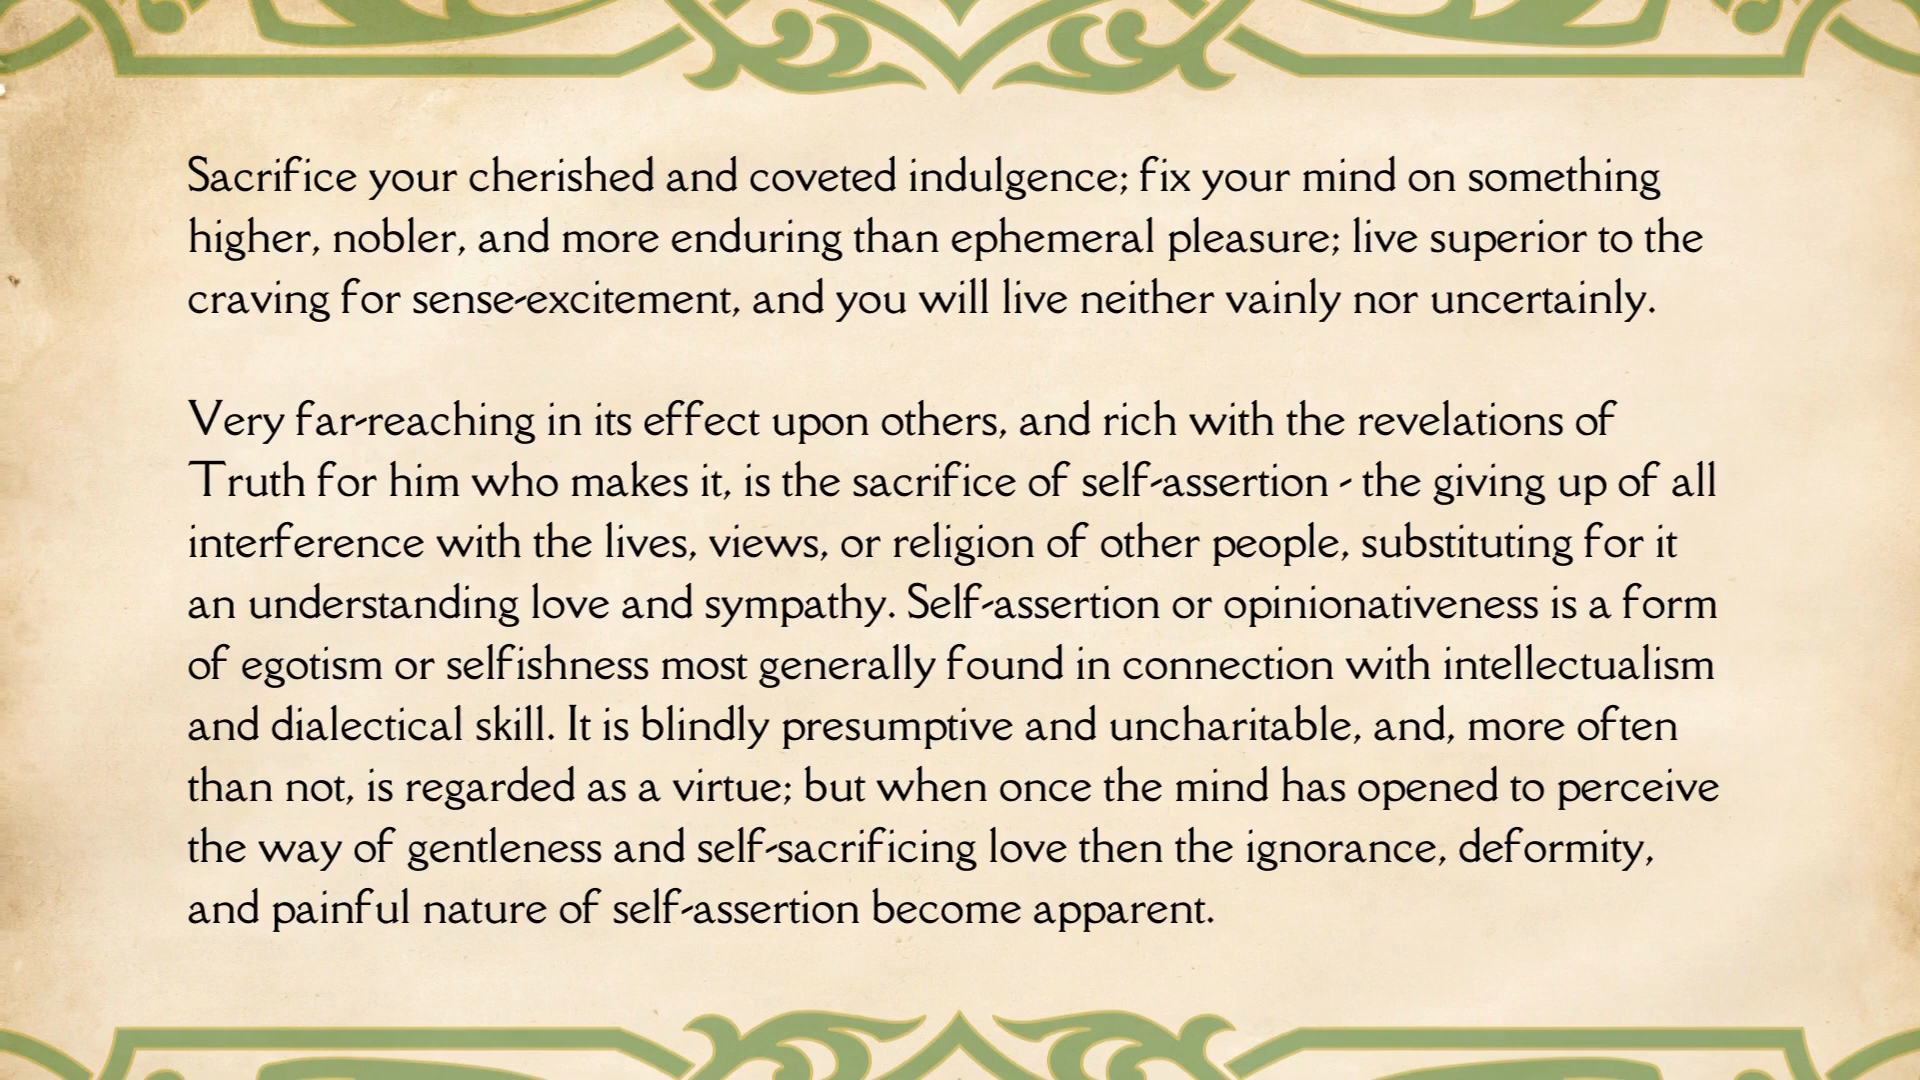 Sacrifice your cherished and coveted indulgence; fix your mind on something
higher, nobler, and more enduring than ephemeral pleasure; live superior to the
craving for sense-excitement, and you will live neither vainly nor uncertainly.
Very far-reaching in its effect upon others, and rich with the revelations of
Truth for him who makes it, is the sacrifice of self-assertion - the giving up of all
interference with the lives, views, or religion of other people, substituting for it
an understanding love and sympathy. Self-assertion or opinionativeness is a form
of egotism or selfishness most generally found in connection with intellectualism
and dialectical skill. It is blindly presumptive and uncharitable, and, more often
than not, is regarded as a virtue; but when once the mind has opened to perceive
the way of gentleness and self-sacrificing love then the ignorance, deformity,
and painful nature of self-assertion become apparent.